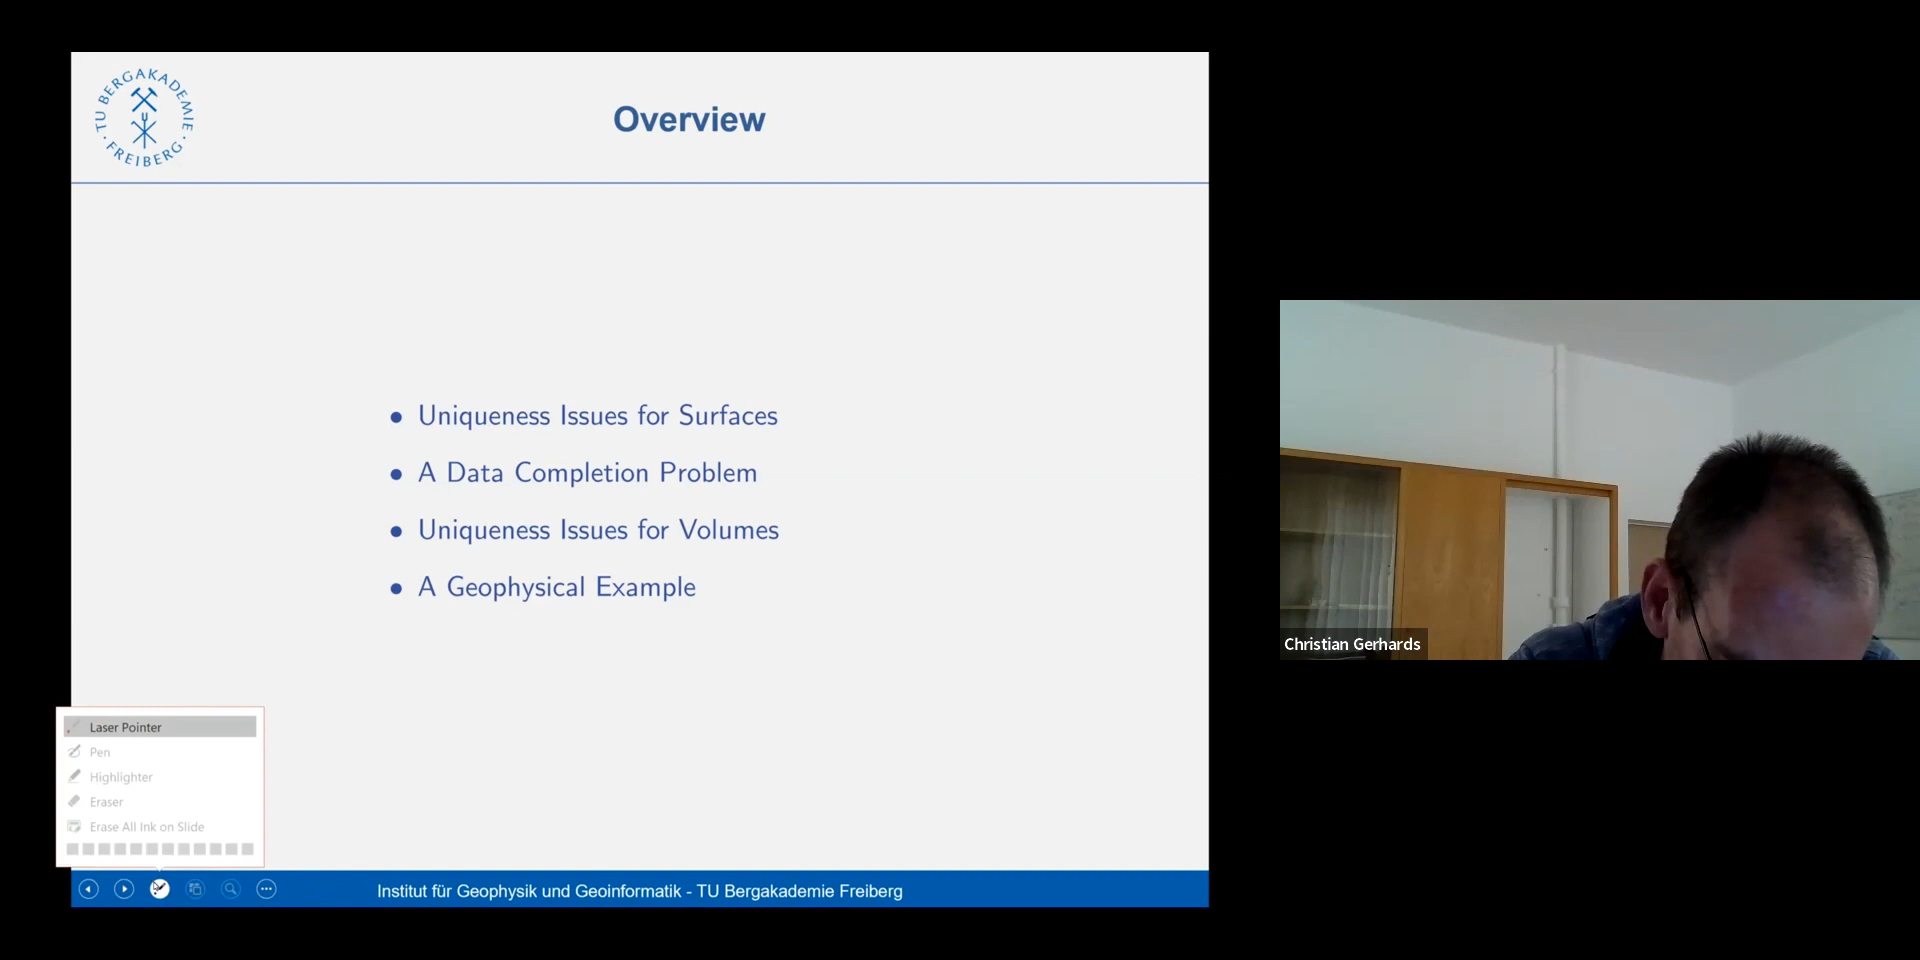 TU BERGAKADEMIE
· FREIBERG ·
Overview
● Uniqueness Issues for Surfaces
● A Data Completion Problem
● Uniqueness Issues for Volumes
● A Geophysical Example
Laser Pointer
Pen
Highlighter
Eraser
Erase All Ink on Slide
Institut für Geophysik und Geoinformatik - TU Bergakademie Freiberg
Christian Gerhards